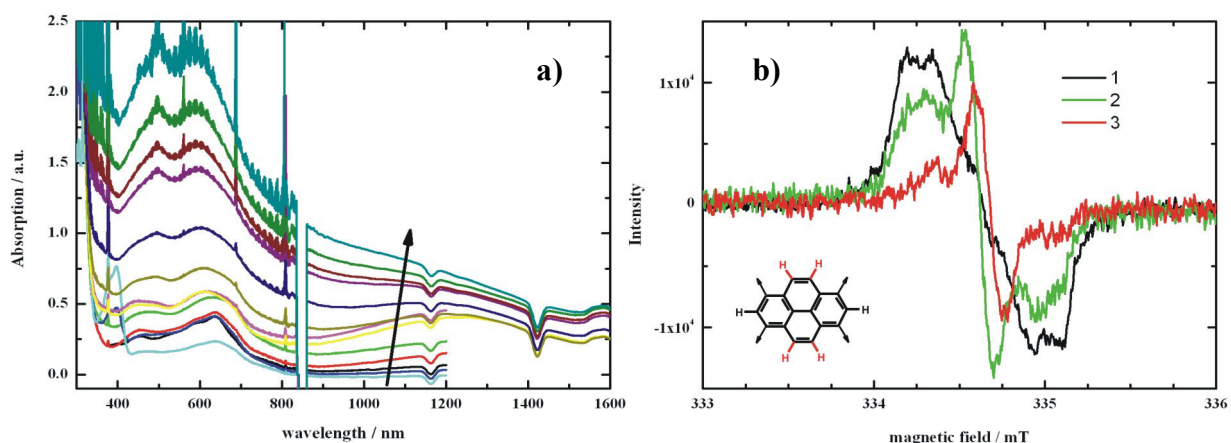 a)
2.5
2.0
1.5
1.0
0.5
0.0
Absorption / a.u.
400 600 800 1000 1200 1400 1600
wavelength / nm
b)
1
2
3
1x10⁴
0
-1x10⁴
Intensity
H H
H H
H H
333 334 335 336
magnetic field / mT